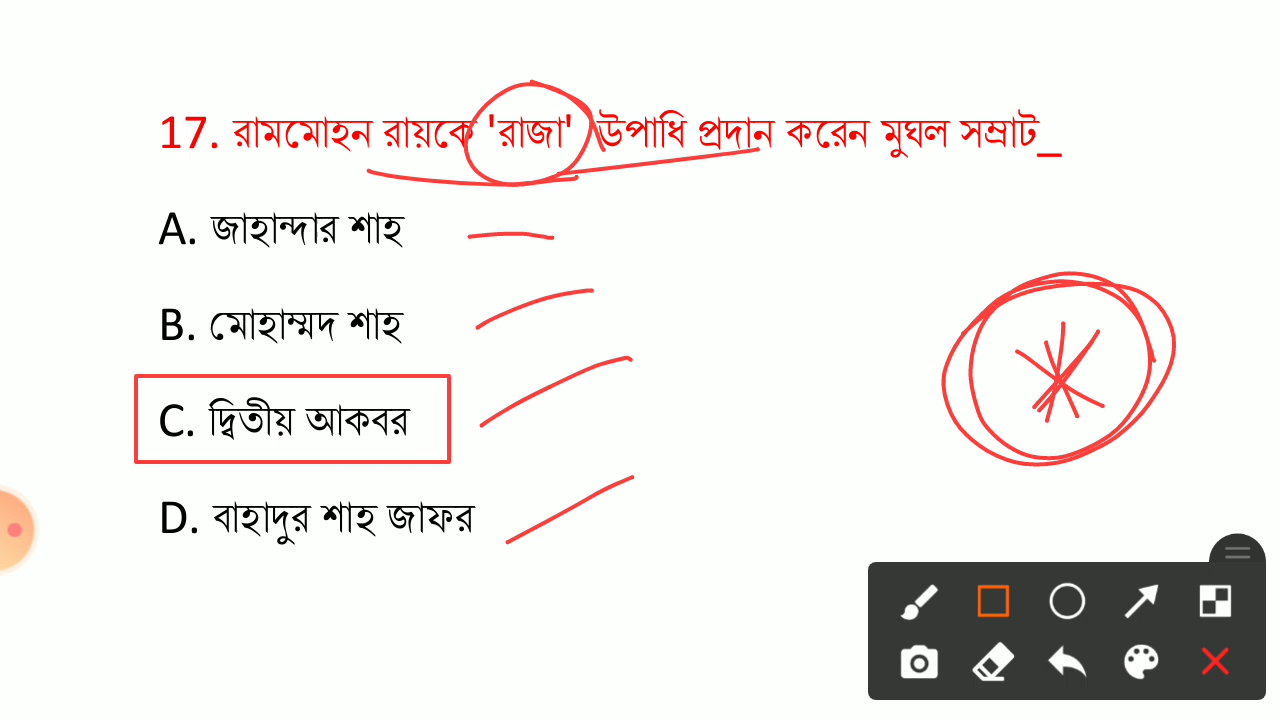 17. রামমোহন রায়কে 'রাজা' উপাধি প্রদান করেন মুঘল সম্রাট_
A. জাহান্দার শাহ
B. মোহাম্মদ শাহ
C. দ্বিতীয় আকবর
D. বাহাদুর শাহ জাফর